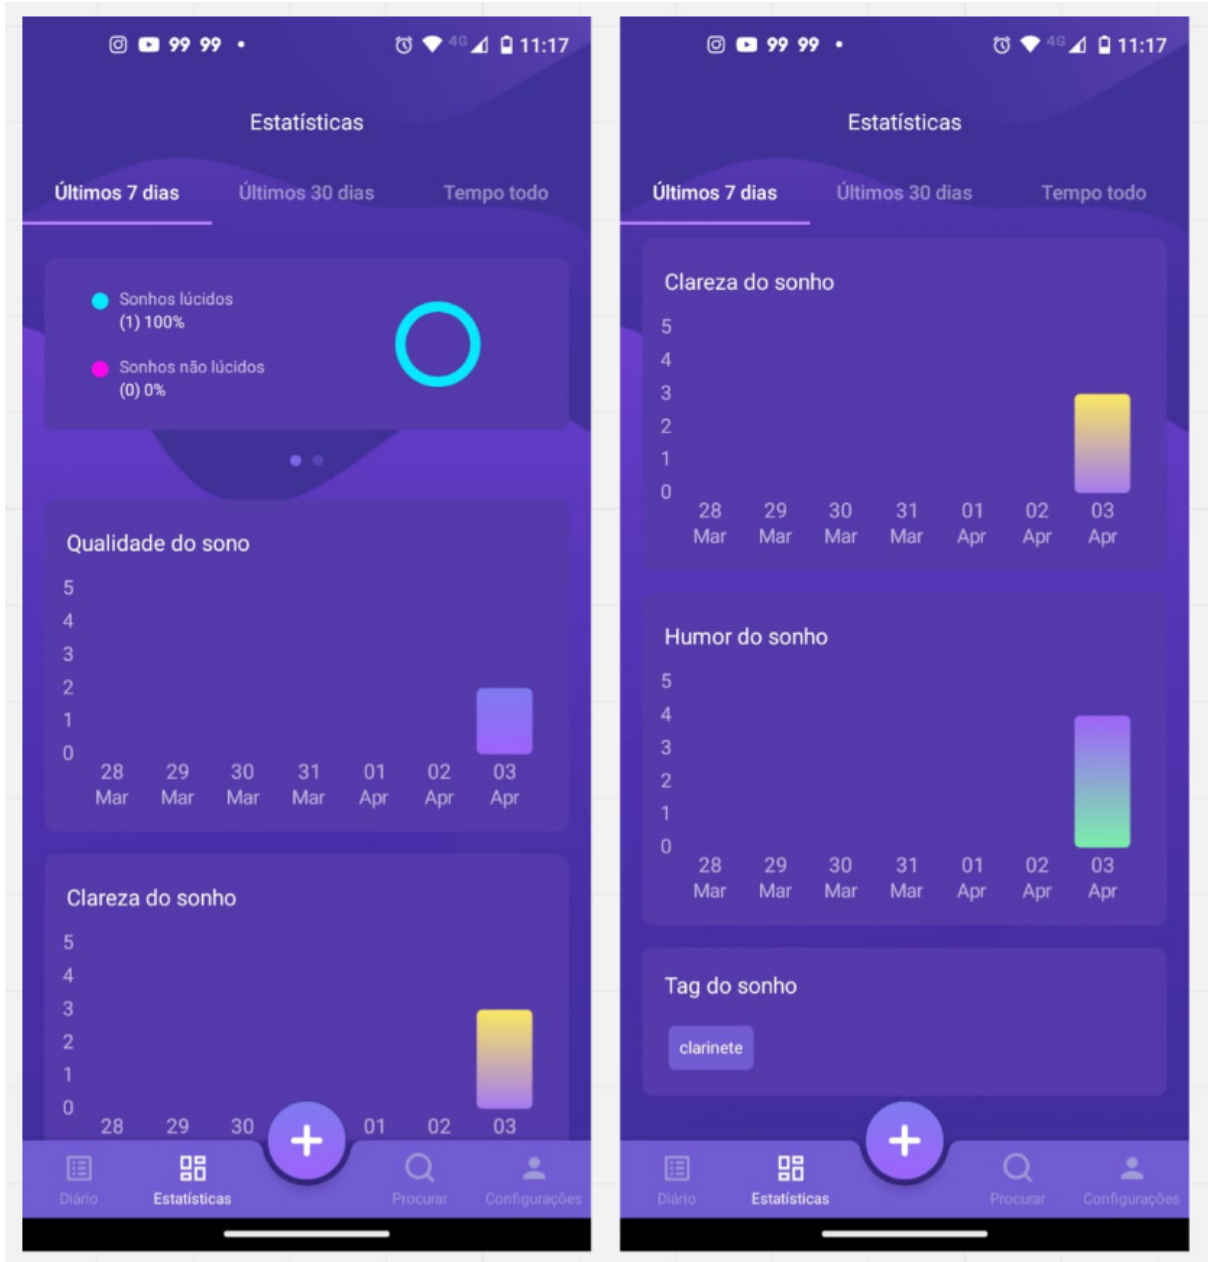 99 99 • 4G 11:17
Estatísticas
Últimos 7 dias Últimos 30 dias Tempo todo
Sonhos lúcidos
(1) 100%
Sonhos não lúcidos
(0) 0%
Qualidade do sono
5
4
3
2
1
0
28 29 30 31 01 02 03
Mar Mar Mar Mar Apr Apr Apr
Clareza do sonho
5
4
3
2
1
0
28 29 30 01 02 03
+
Diário Estatísticas Procurar Configurações
99 99 • 4G 11:17
Estatísticas
Últimos 7 dias Últimos 30 dias Tempo todo
Clareza do sonho
5
4
3
2
1
0
28 29 30 31 01 02 03
Mar Mar Mar Mar Apr Apr Apr
Humor do sonho
5
4
3
2
1
0
28 29 30 31 01 02 03
Mar Mar Mar Mar Apr Apr Apr
Tag do sonho
clarinete
+
Diário Estatísticas Procurar Configurações